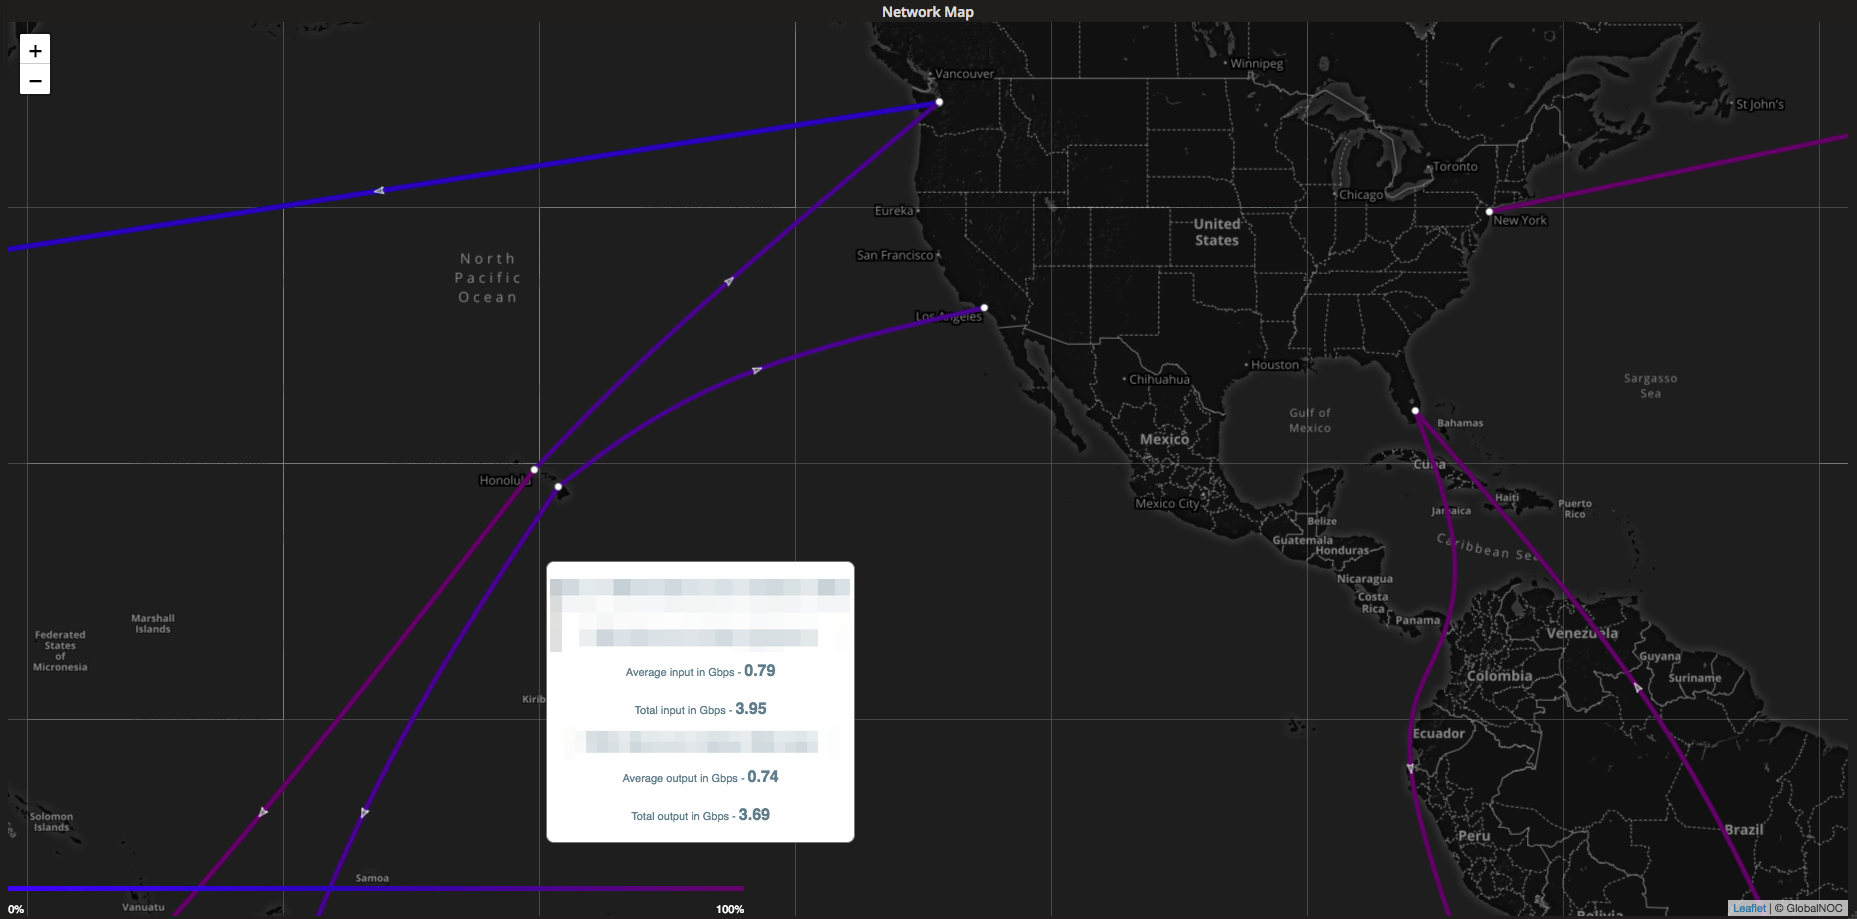 Network Map
+
−
Vancouver
Winnipeg
St John's
Toronto
Chicago
New York
Eureka
United
States
San Francisco
North
Pacific
Ocean
Los Angeles
Houston
Chihuahua
Sargasso
Sea
Gulf of
Mexico
Bahamas
Mexico
Cuba
Honolulu
Haiti
Puerto
Rico
Mexico City
Jamaica
Belize
Guatemala
Caribbean Sea
Honduras
Nicaragua
Costa
Rica
Panama
Marshall
Islands
Federated
States
of
Micronesia
Venezuela
Guyana
Suriname
Colombia
Kirib
Average input in Gbps - 0.79
Total input in Gbps - 3.95
Average output in Gbps - 0.74
Total output in Gbps - 3.69
Ecuador
Solomon
Islands
Peru
Brazil
Samoa
Vanuatu
Bolivia
0%
100%
Leaflet | © GlobalNOC